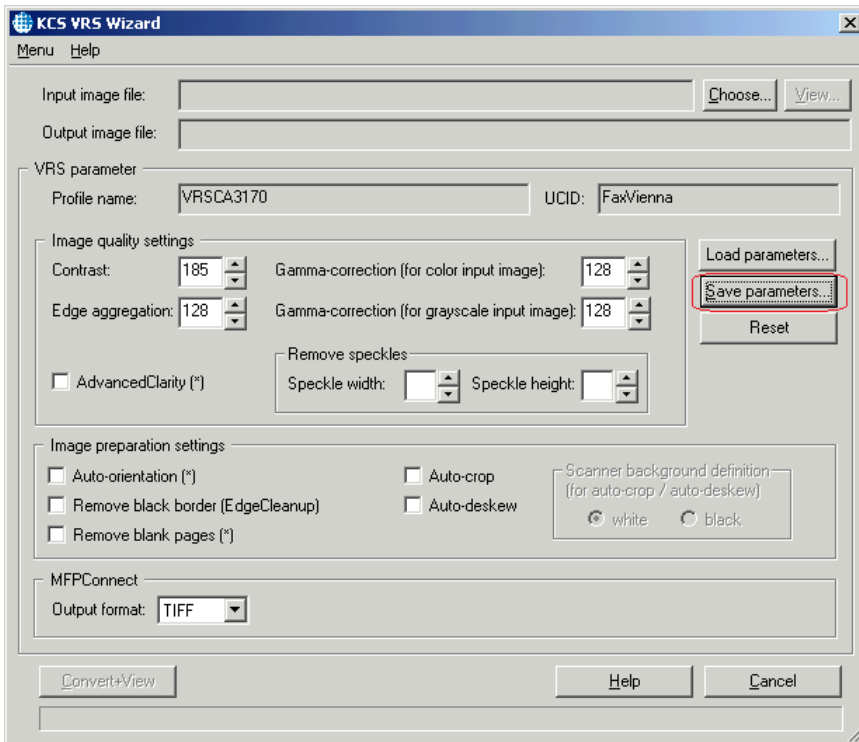 KCS VRS Wizard
Menu Help
Input image file: Choose... View...
Output image file:
VRS parameter
Profile name: VRSCA3170 UCID: FaxVienna
Image quality settings
Contrast: 185 Gamma-correction (for color input image): 128
Edge aggregation: 128 Gamma-correction (for grayscale input image): 128
Load parameters...
Save parameters...
Reset
Remove speckles
AdvancedClarity (*) Speckle width: Speckle height:
Image preparation settings
Auto-orientation (*) Auto-crop
Remove black border (EdgeCleanup) Auto-deskew
Remove blank pages (*)
Scanner background definition
(for auto-crop / auto-deskew)
white black
MFPConnect
Output format: TIFF
Convert+View Help Cancel